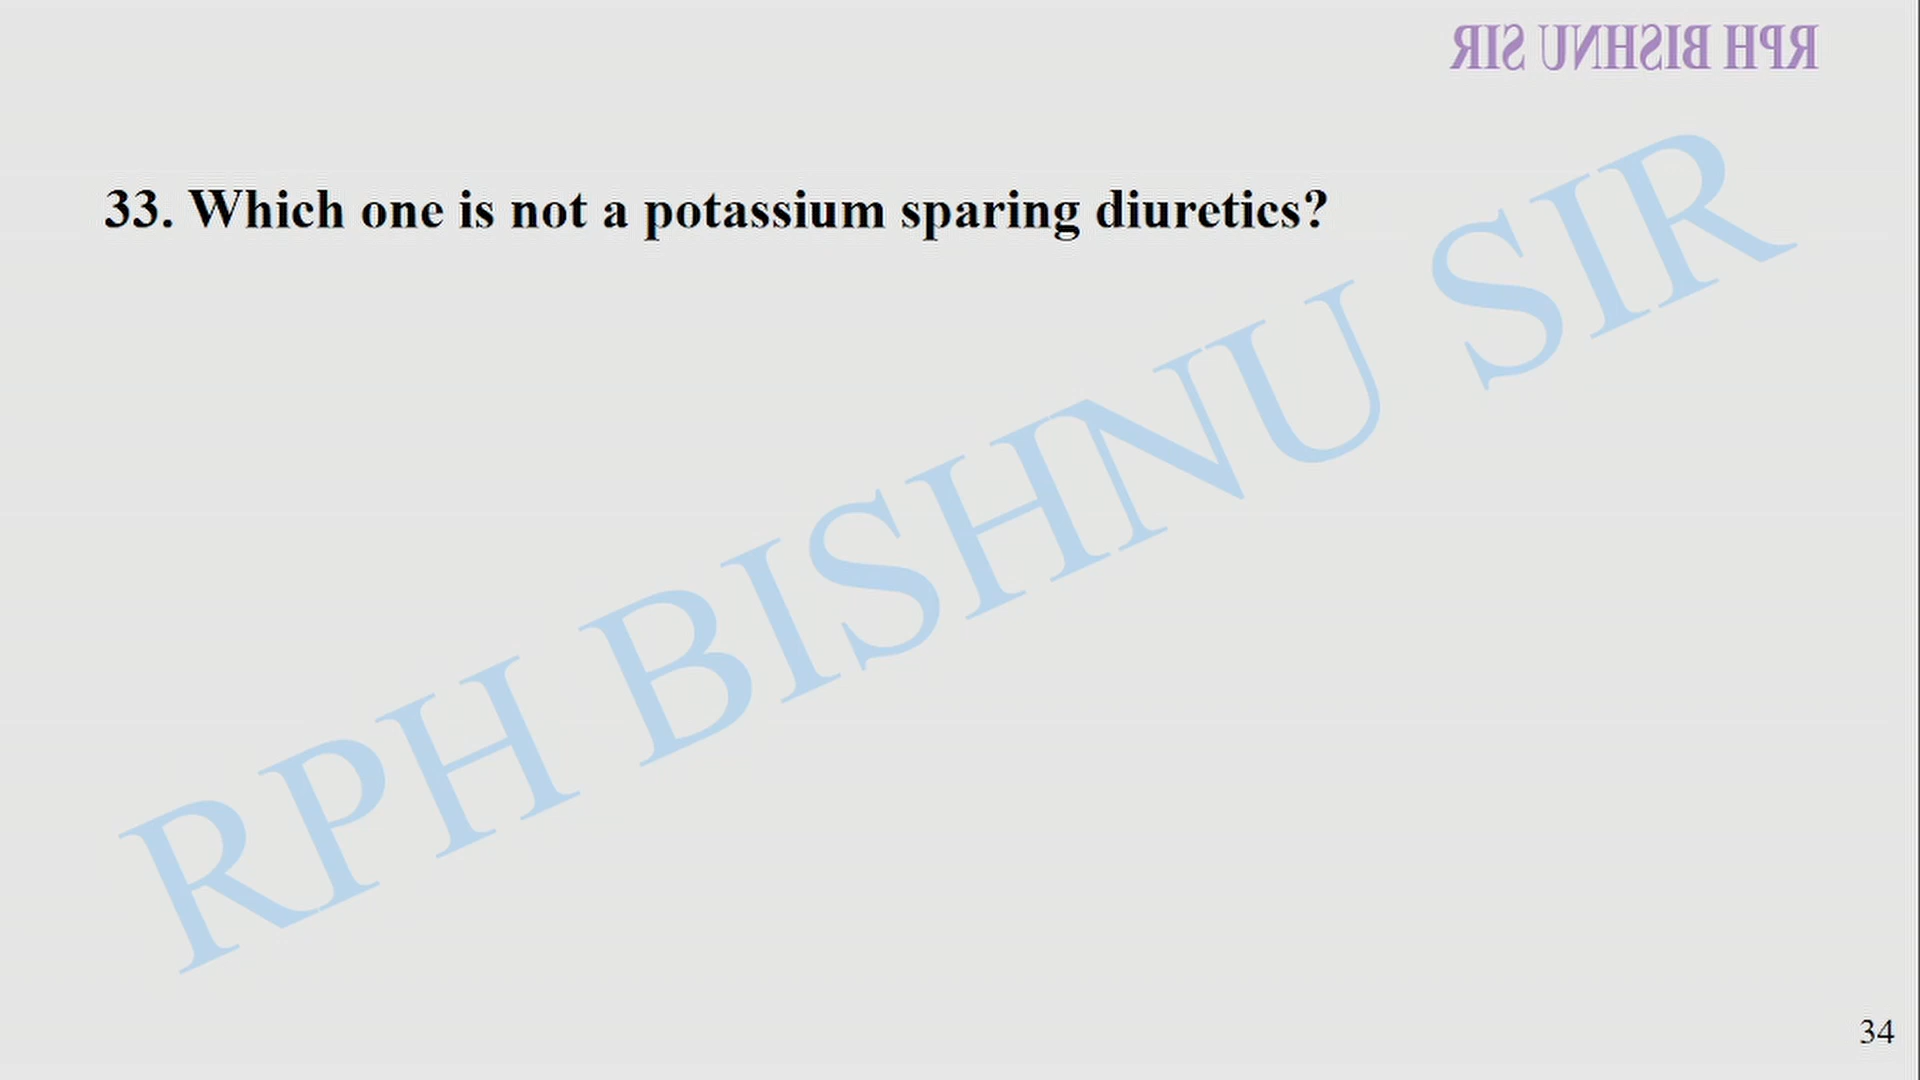 RPH BISHNU SIR
33. Which one is not a potassium sparing diuretics?
RPH BISHNU SIR
34